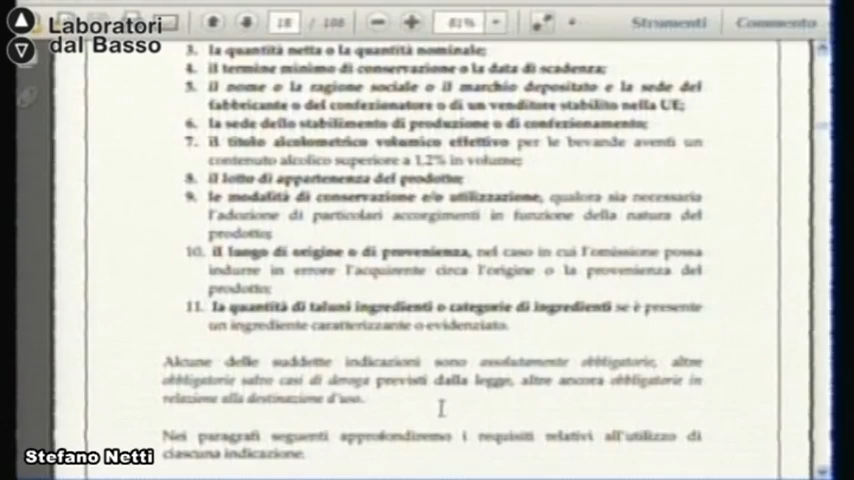 Laboratori
dal Basso
18 / 108
81%
Strumenti
Commento
3. la quantità netta o la quantità nominale;
4. il termine minimo di conservazione o la data di scadenza;
5. il nome o la ragione sociale o il marchio depositato e la sede del
fabbricante o del confezionatore o di un venditore stabilito nella UE;
6. la sede dello stabilimento di produzione o di confezionamento;
7. il titolo alcolometrico volumico effettivo per le bevande aventi un
contenuto alcolico superiore a 1,2% in volume;
8. il lotto di appartenenza del prodotto;
9. le modalità di conservazione e/o utilizzazione, qualora sia necessaria
l'adozione di particolari accorgimenti in funzione della natura del
prodotto;
10. il luogo di origine o di provenienza, nel caso in cui l'omissione possa
indurre in errore l'acquirente circa l'origine o la provenienza del
prodotto;
11. la quantità di taluni ingredienti o categorie di ingredienti se è presente
un ingrediente caratterizzante o evidenziato.
Alcune delle suddette indicazioni sono assolutamente obbligatorie, altre
obbligatorie salvo casi di deroga previsti dalla legge, altre ancora obbligatorie in
relazione alla destinazione d'uso.
Nei paragrafi seguenti approfondiremo i requisiti relativi all'utilizzo di
ciascuna indicazione.
Stefano Netti